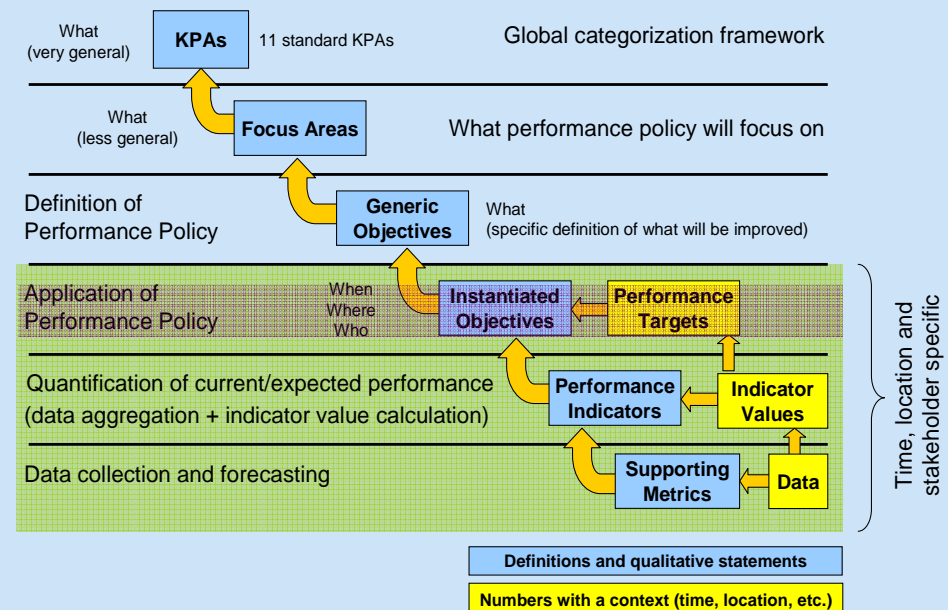 What
(very general)
KPAs
11 standard KPAs
Global categorization framework
What
(less general)
Focus Areas
What performance policy will focus on
Definition of
Performance Policy
Generic
Objectives
What
(specific definition of what will be improved)
Application of
Performance Policy
When
Where
Who
Instantiated
Objectives
Performance
Targets
Quantification of current/expected performance
(data aggregation + indicator value calculation)
Performance
Indicators
Indicator
Values
Data collection and forecasting
Supporting
Metrics
Data
Time, location and
stakeholder specific
Definitions and qualitative statements
Numbers with a context (time, location, etc.)